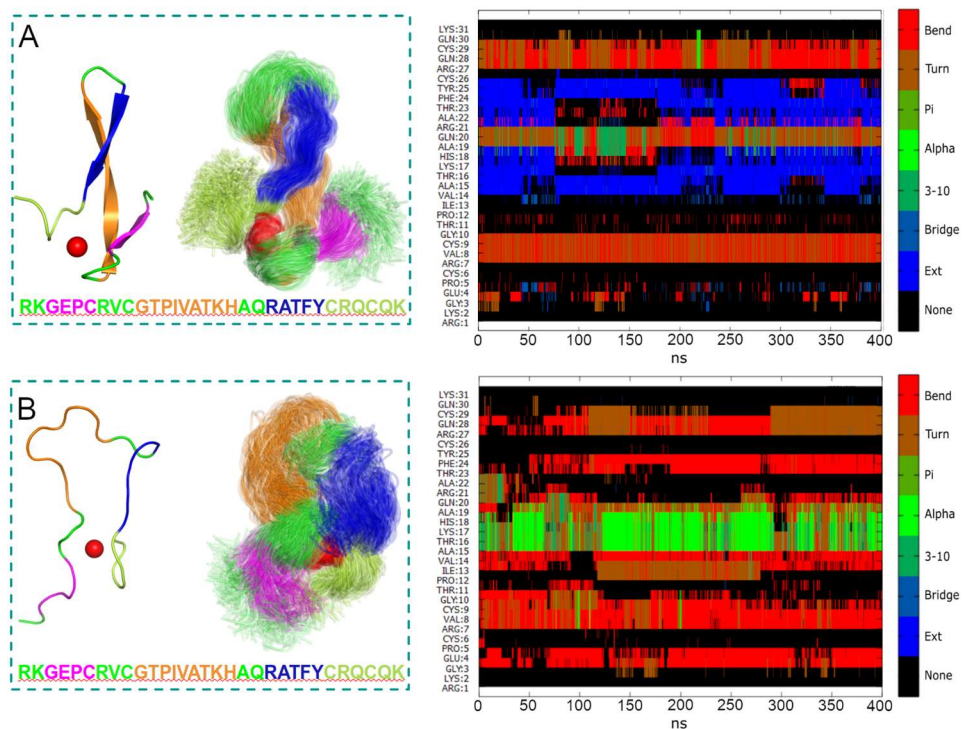 A
RKGEPCRVCGTPIVATKHAQRATFYCRQCQK
LYS:31
GLN:30
CYS:29
GLN:28
ARG:27
CYS:26
TYR:25
PHE:24
THR:23
ALA:22
ARG:21
GLN:20
ALA:19
HIS:18
LYS:17
THR:16
ALA:15
VAL:14
ILE:13
PRO:12
THR:11
GLY:10
CYS:9
VAL:8
ARG:7
CYS:6
PRO:5
GLU:4
GLY:3
LYS:2
ARG:1
0 50 100 150 200 250 300 350 400
ns
Bend
Turn
Pi
Alpha
3-10
Bridge
Ext
None
B
RKGEPCRVCGTPIVATKHAQRATFYCRQCQK
LYS:31
GLN:30
CYS:29
GLN:28
ARG:27
CYS:26
TYR:25
PHE:24
THR:23
ALA:22
ARG:21
GLN:20
ALA:19
HIS:18
LYS:17
THR:16
ALA:15
VAL:14
ILE:13
PRO:12
THR:11
GLY:10
CYS:9
VAL:8
ARG:7
CYS:6
PRO:5
GLU:4
GLY:3
LYS:2
ARG:1
0 50 100 150 200 250 300 350 400
ns
Bend
Turn
Pi
Alpha
3-10
Bridge
Ext
None